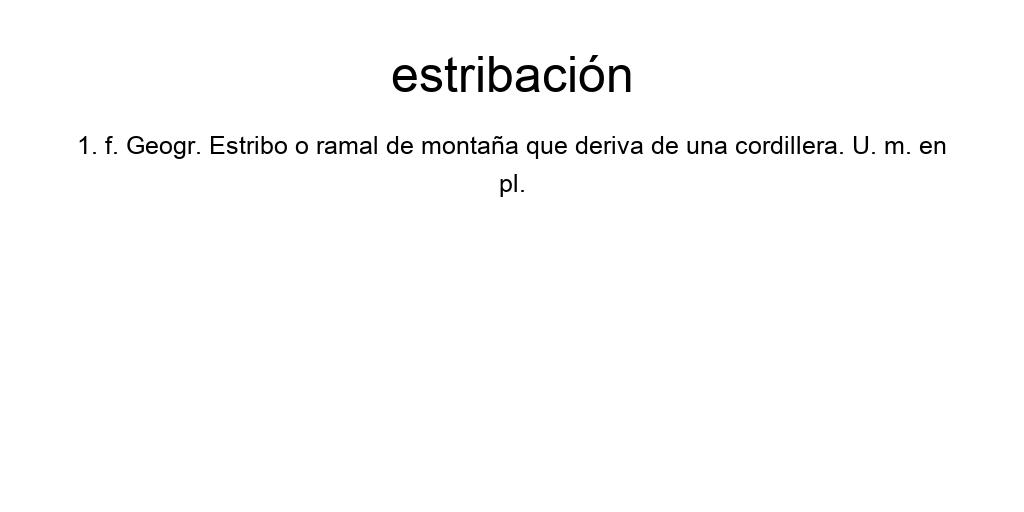 estribación
1. f. Geogr. Estribo o ramal de montaña que deriva de una cordillera. U. m. en
pl.